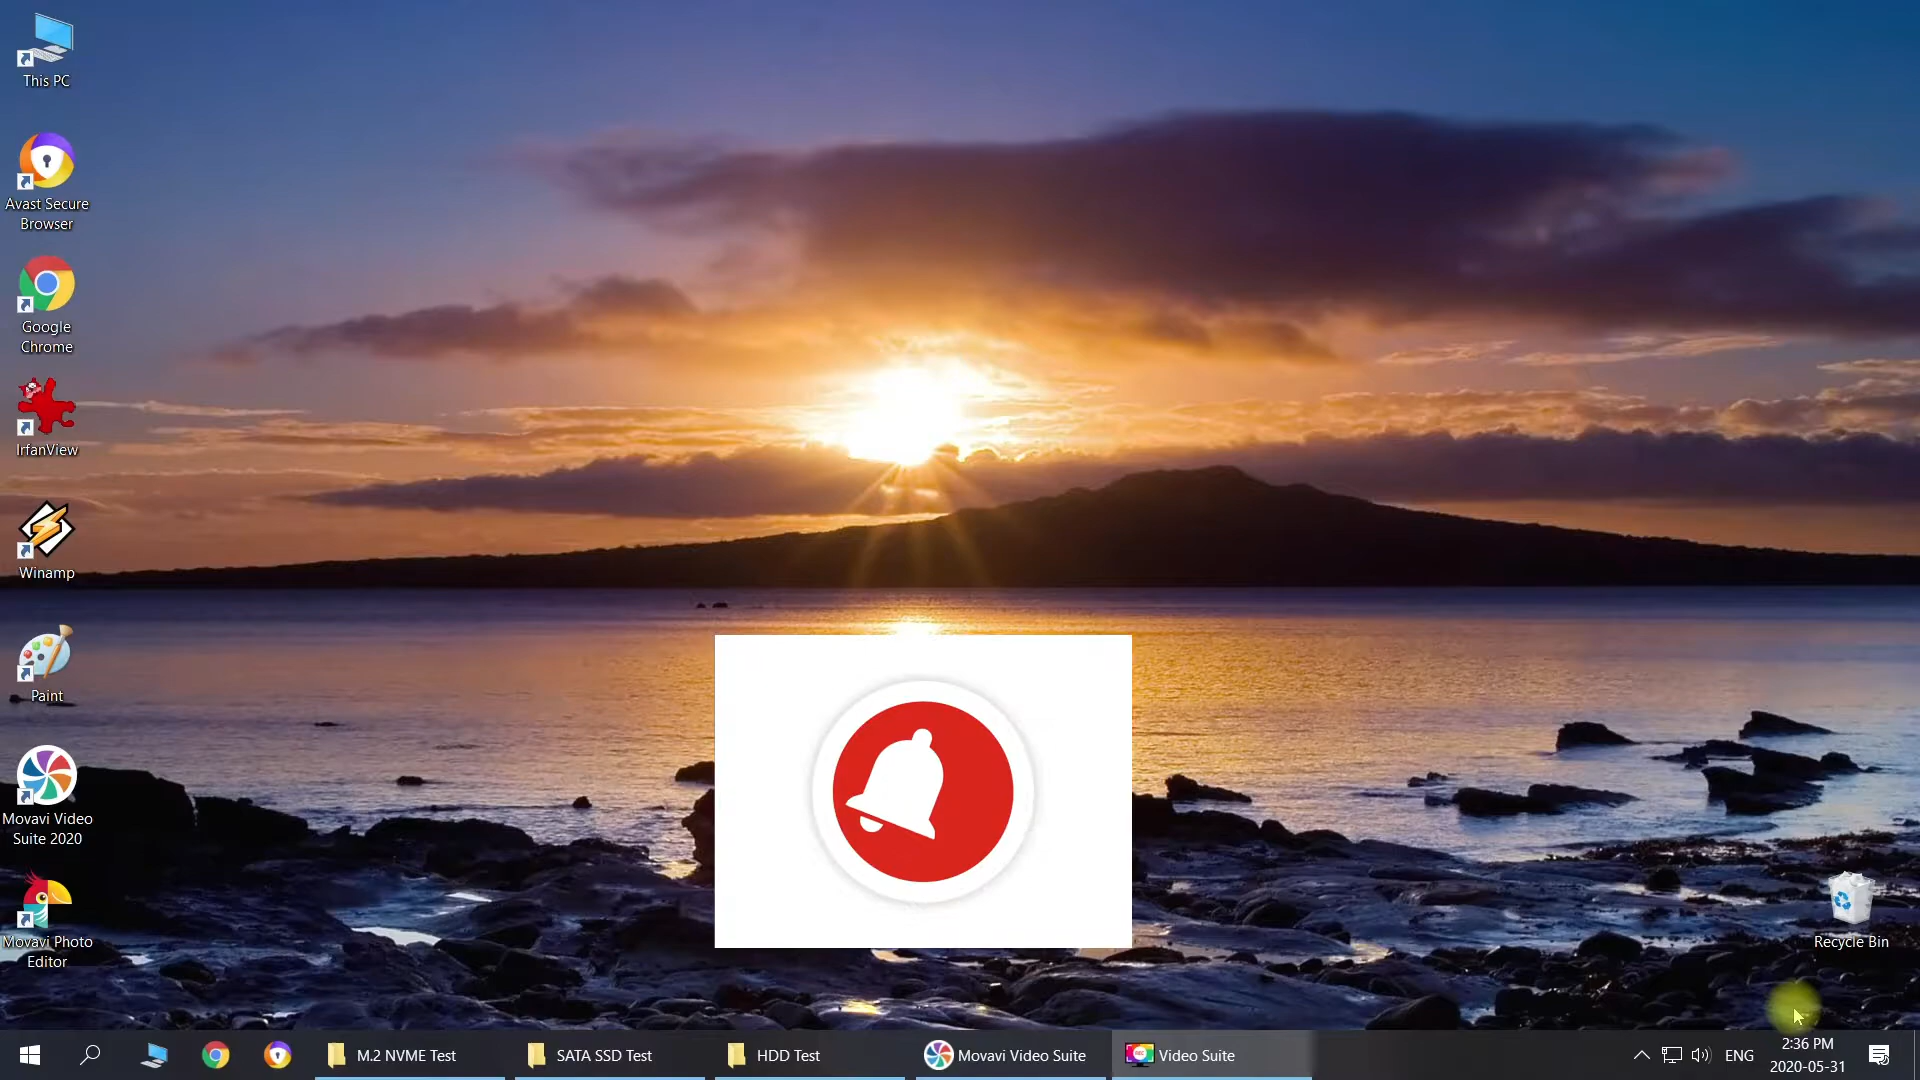 This PC
Avast Secure
Browser
Google
Chrome
IrfanView
Winamp
Paint
Movavi Video
Suite 2020
Movavi Photo
Editor
Recycle Bin
M.2 NVME Test
SATA SSD Test
HDD Test
Movavi Video Suite
Video Suite
ENG
2:36 PM
2020-05-31